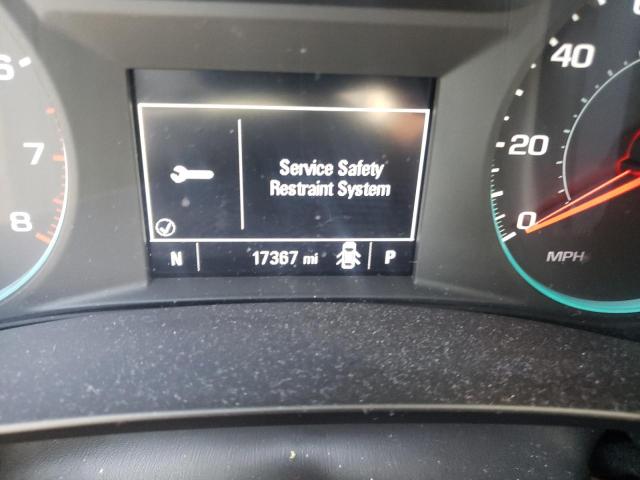 6
7
8
Service Safety
Restraint System
N 17367 mi P
40
20
0
MPH